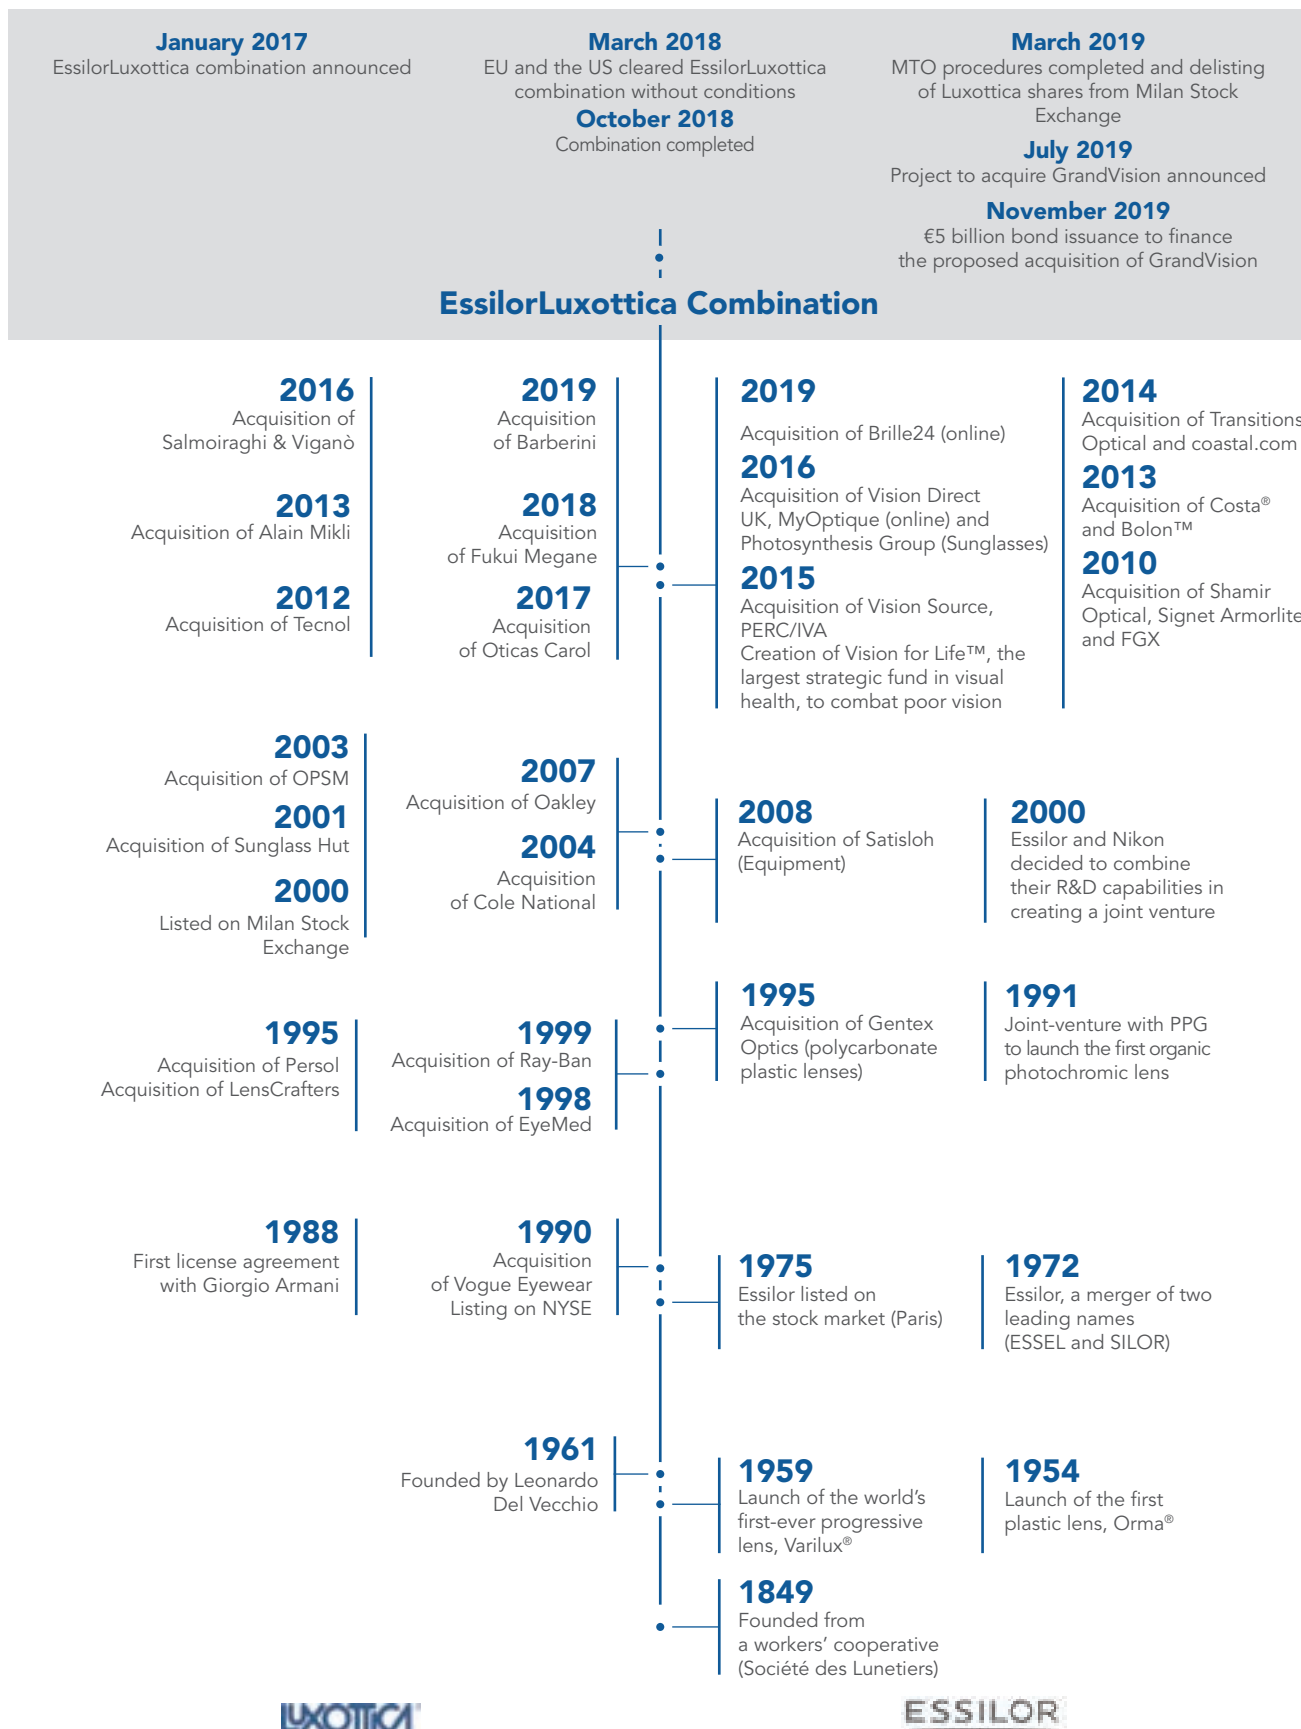 January 2017
EssilorLuxottica combination announced
March 2018
EU and the US cleared EssilorLuxottica
combination without conditions
October 2018
Combination completed
March 2019
MTO procedures completed and delisting
of Luxottica shares from Milan Stock
Exchange
July 2019
Project to acquire GrandVision announced
November 2019
€5 billion bond issuance to finance
the proposed acquisition of GrandVision
EssilorLuxottica Combination
2016
Acquisition of
Salmoiraghi & Viganò
2013
Acquisition of Alain Mikli
2012
Acquisition of Tecnol
2019
Acquisition
of Barberini
2018
Acquisition
of Fukui Megane
2017
Acquisition
of Oticas Carol
2019
Acquisition of Brille24 (online)
2016
Acquisition of Vision Direct
UK, MyOptique (online) and
Photosynthesis Group (Sunglasses)
2015
Acquisition of Vision Source,
PERC/IVA
Creation of Vision for Life™, the
largest strategic fund in visual
health, to combat poor vision
2014
Acquisition of Transitions
Optical and coastal.com
2013
Acquisition of Costa®
and Bolon™
2010
Acquisition of Shamir
Optical, Signet Armorlite
and FGX
2003
Acquisition of OPSM
2001
Acquisition of Sunglass Hut
2000
Listed on Milan Stock
Exchange
2007
Acquisition of Oakley
2004
Acquisition
of Cole National
2008
Acquisition of Satisloh
(Equipment)
2000
Essilor and Nikon
decided to combine
their R&D capabilities in
creating a joint venture
1995
Acquisition of Persol
Acquisition of LensCrafters
1999
Acquisition of Ray-Ban
1998
Acquisition of EyeMed
1995
Acquisition of Gentex
Optics (polycarbonate
plastic lenses)
1991
Joint-venture with PPG
to launch the first organic
photochromic lens
1988
First license agreement
with Giorgio Armani
1990
Acquisition
of Vogue Eyewear
Listing on NYSE
1975
Essilor listed on
the stock market (Paris)
1972
Essilor, a merger of two
leading names
(ESSEL and SILOR)
1961
Founded by Leonardo
Del Vecchio
1959
Launch of the world's
first-ever progressive
lens, Varilux®
1954
Launch of the first
plastic lens, Orma®
1849
Founded from
a workers' cooperative
(Société des Lunetiers)
LUXOTTICA
ESSILOR